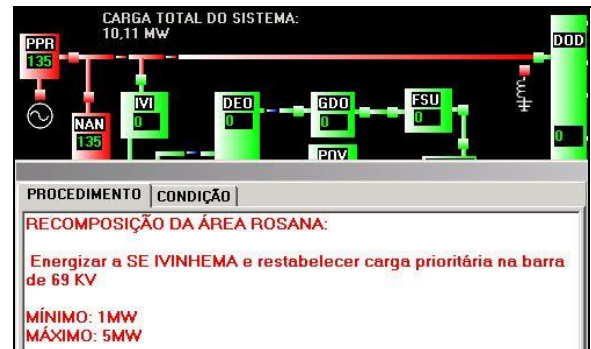 CARGA TOTAL DO SISTEMA:
10,11 MW
PPR
135
DOD
IVI
0
DEO
0
GDO
0
FSU
0
NAN
135
0
POV
PROCEDIMENTO CONDIÇÃO
RECOMPOSIÇÃO DA ÁREA ROSANA:
Energizar a SE IVINHEMA e restabelecer carga prioritária na barra
de 69 KV
MÍNIMO: 1MW
MÁXIMO: 5MW